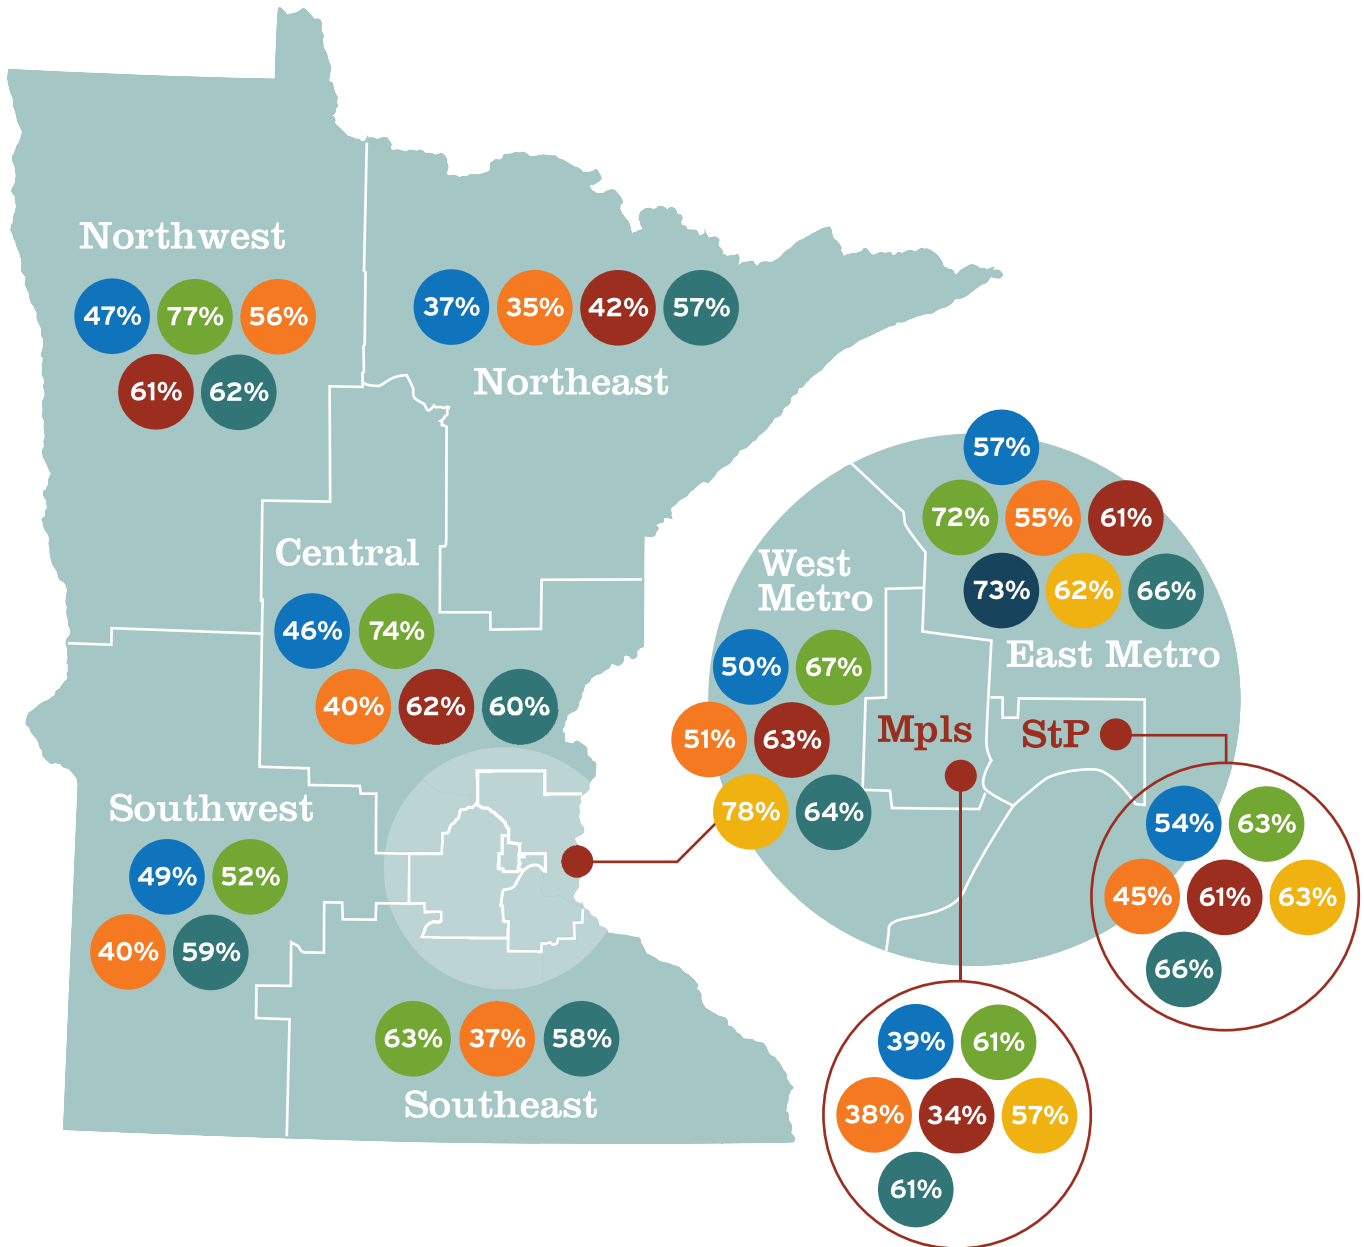 Northwest
47% 77% 56%
61% 62%
37% 35% 42% 57%
Northeast
Central
46% 74%
40% 62% 60%
Southwest
49% 52%
40% 59%
63% 37% 58%
Southeast
West
Metro
50% 67%
51% 63%
78% 64%
57%
72% 55% 61%
73% 62% 66%
East Metro
Mpls
StP
54% 63%
45% 61% 63%
66%
39% 61%
38% 34% 57%
61%